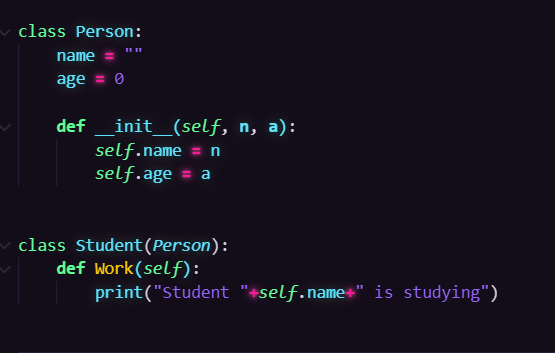 class Person:
    name = ""
    age = 0
    def __init__(self, n, a):
        self.name = n
        self.age = a
class Student(Person):
    def Work(self):
        print("Student "+self.name+" is studying")